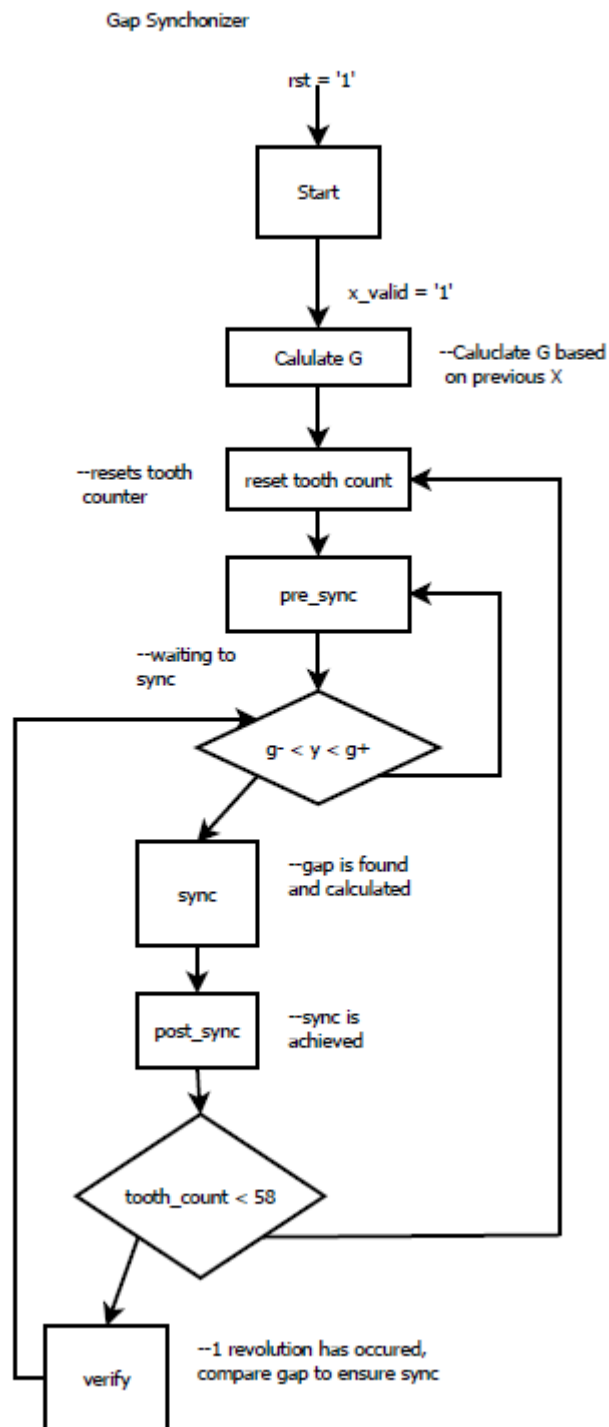 Gap Synchonizer
rst = '1'
Start
x_valid = '1'
Calulate G
--Caluclate G based
on previous X
--resets tooth
counter
reset tooth count
pre_sync
--waiting to
sync
g- < y < g+
sync
--gap is found
and calculated
post_sync
--sync is
achieved
tooth_count < 58
verify
--1 revolution has occured,
compare gap to ensure sync